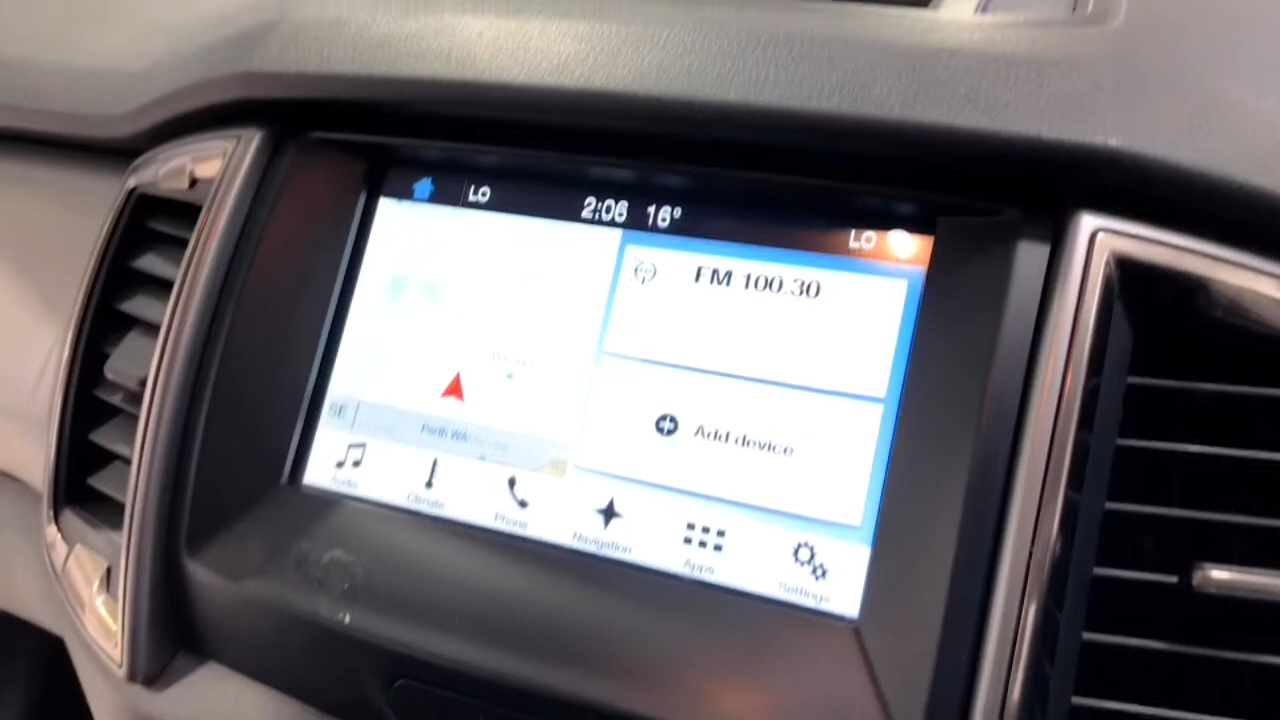 LO 2:06 16° LO
FM 100.30
Add device
SE
Perth WA
Audio Climate Phone Navigation Apps Settings